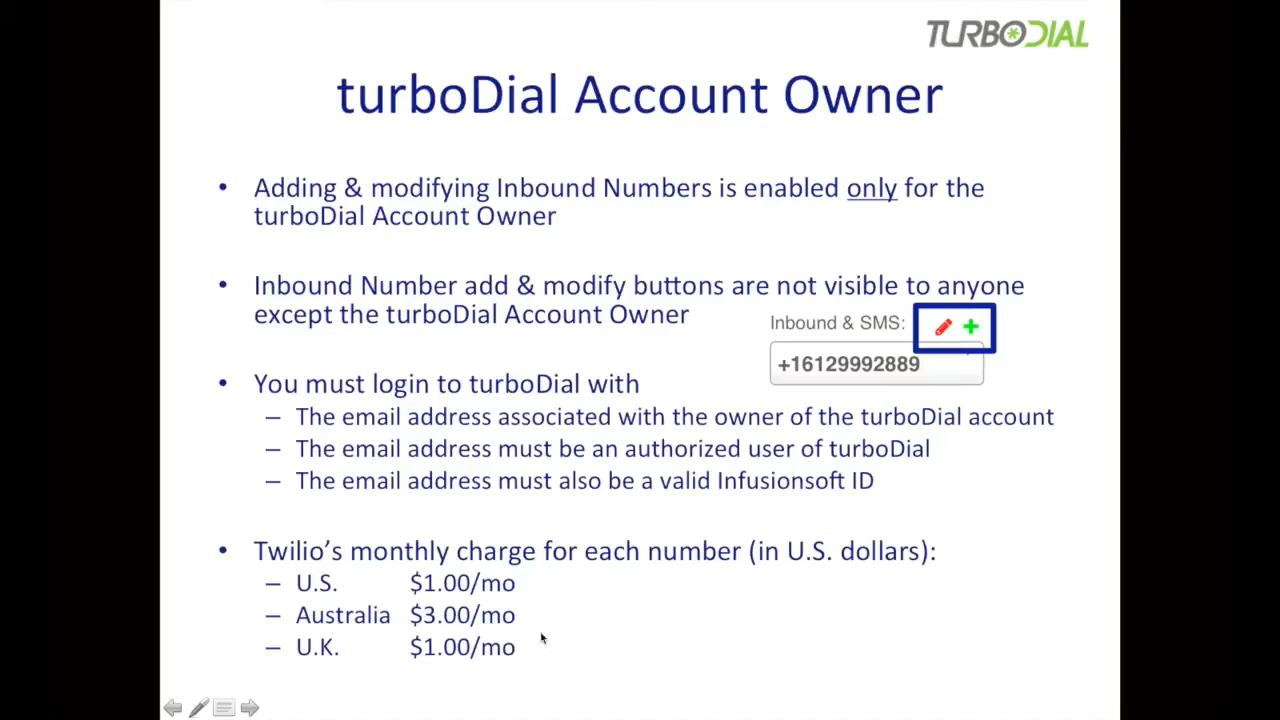 TURBODIAL
turboDial Account Owner
• Adding & modifying Inbound Numbers is enabled only for the
turboDial Account Owner
• Inbound Number add & modify buttons are not visible to anyone
except the turboDial Account Owner
Inbound & SMS:
+16129992889
• You must login to turboDial with
– The email address associated with the owner of the turboDial account
– The email address must be an authorized user of turboDial
– The email address must also be a valid Infusionsoft ID
• Twilio’s monthly charge for each number (in U.S. dollars):
– U.S. $1.00/mo
– Australia $3.00/mo
– U.K. $1.00/mo